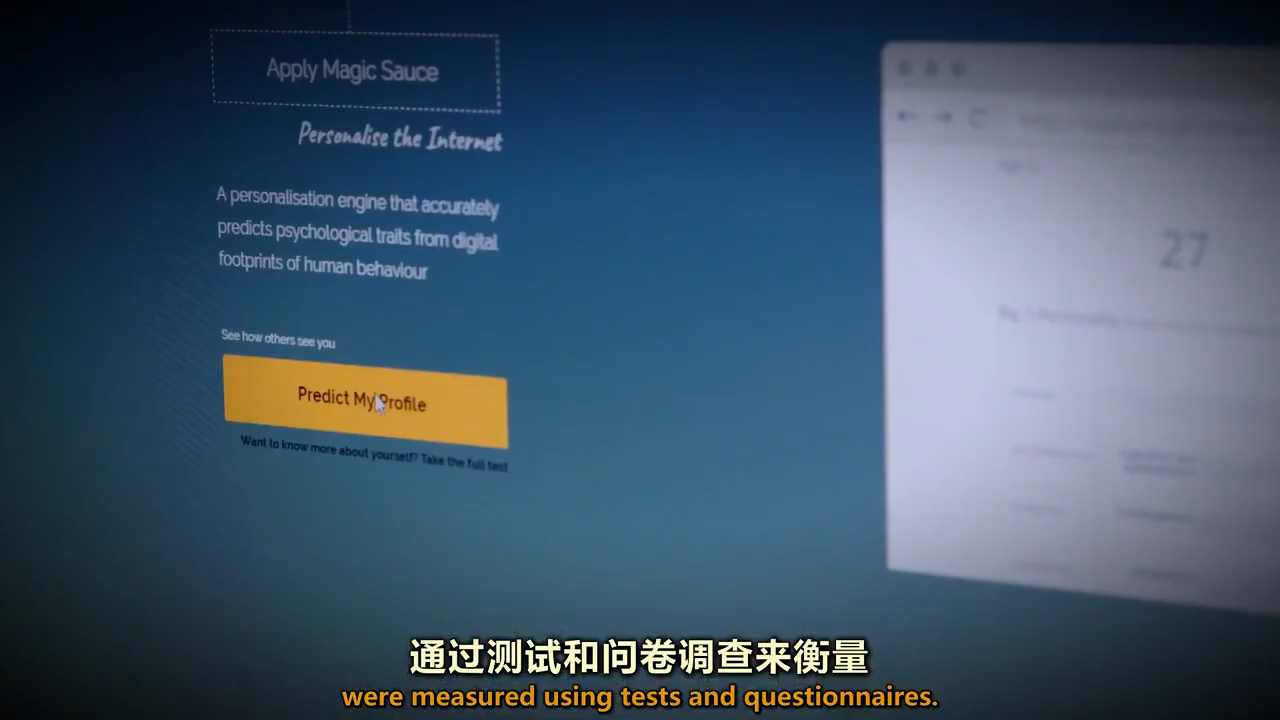 Apply Magic Sauce
Personalise the Internet
A personalisation engine that accurately
predicts psychological traits from digital
footprints of human behaviour
See how others see you
Predict My Profile
Want to know more about yourself? Take the full test
27
通过测试和问卷调查来衡量
were measured using tests and questionnaires.